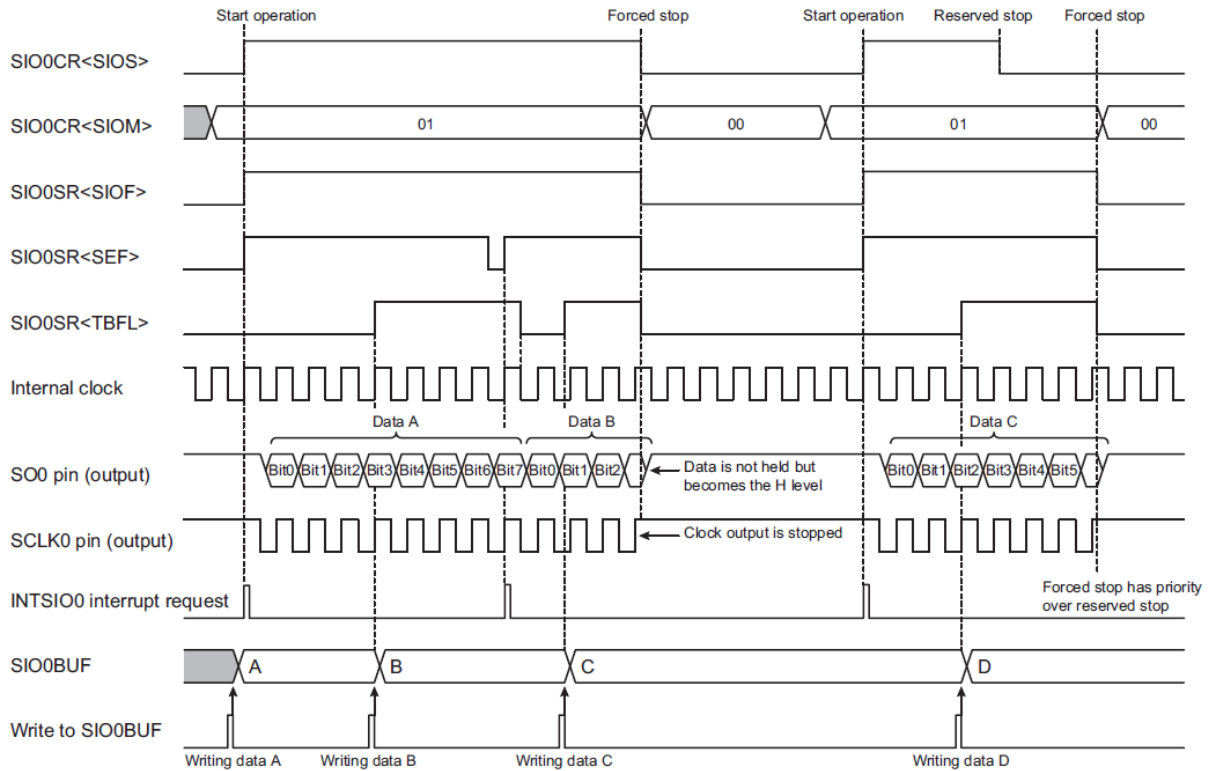 Start operation Forced stop Start operation Reserved stop Forced stop
SIO0CR<SIOS>
SIO0CR<SIOM> 01 00 01 00
SIO0SR<SIOF>
SIO0SR<SEF>
SIO0SR<TBFL>
Internal clock
Data A Data B Data C
SO0 pin (output) Bit0 Bit1 Bit2 Bit3 Bit4 Bit5 Bit6 Bit7 Bit0 Bit1 Bit2 Bit0 Bit1 Bit2 Bit3 Bit4 Bit5
Data is not held but
becomes the H level
SCLK0 pin (output) Clock output is stopped
INTSIO0 interrupt request
Forced stop has priority
over reserved stop
SIO0BUF A B C D
Write to SIO0BUF
Writing data A Writing data B Writing data C Writing data D